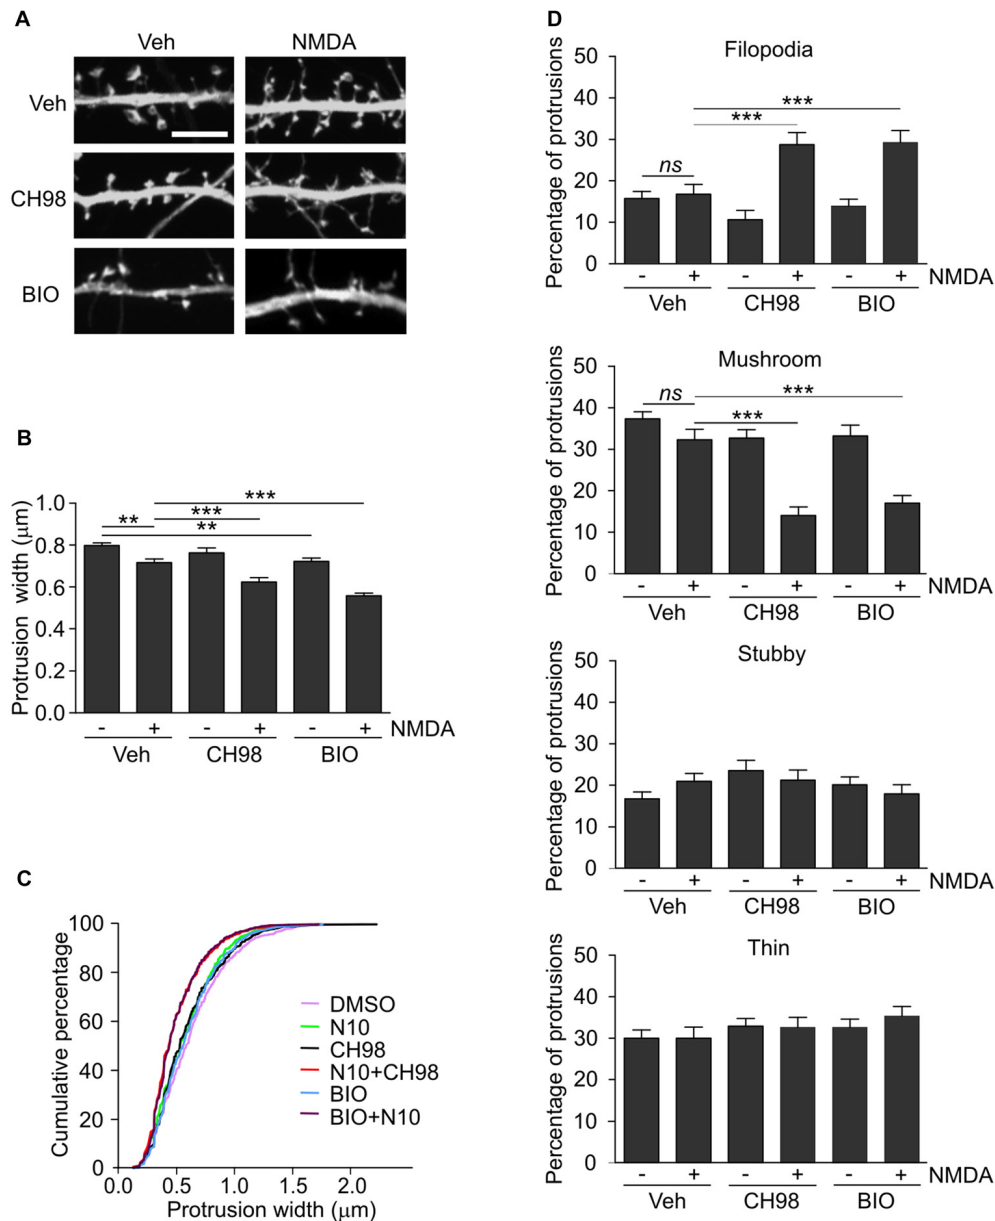 A
Veh NMDA
Veh
CH98
BIO
B
Protrusion width (μm)
1.0
0.8
0.6
0.4
0.2
0.0
***
** ***
**
- + - + - + NMDA
Veh CH98 BIO
C
Cumulative percentage
100
80
60
40
20
0
DMSO
N10
CH98
N10+CH98
BIO
BIO+N10
0.0 0.5 1.0 1.5 2.0
Protrusion width (μm)
D
Filopodia
Percentage of protrusions
50
40
30
20
10
0
***
***
ns
- + - + - + NMDA
Veh CH98 BIO
Mushroom
Percentage of protrusions
50
40
30
20
10
0
ns ***
***
- + - + - + NMDA
Veh CH98 BIO
Stubby
Percentage of protrusions
50
40
30
20
10
0
- + - + - + NMDA
Veh CH98 BIO
Thin
Percentage of protrusions
50
40
30
20
10
0
- + - + - + NMDA
Veh CH98 BIO